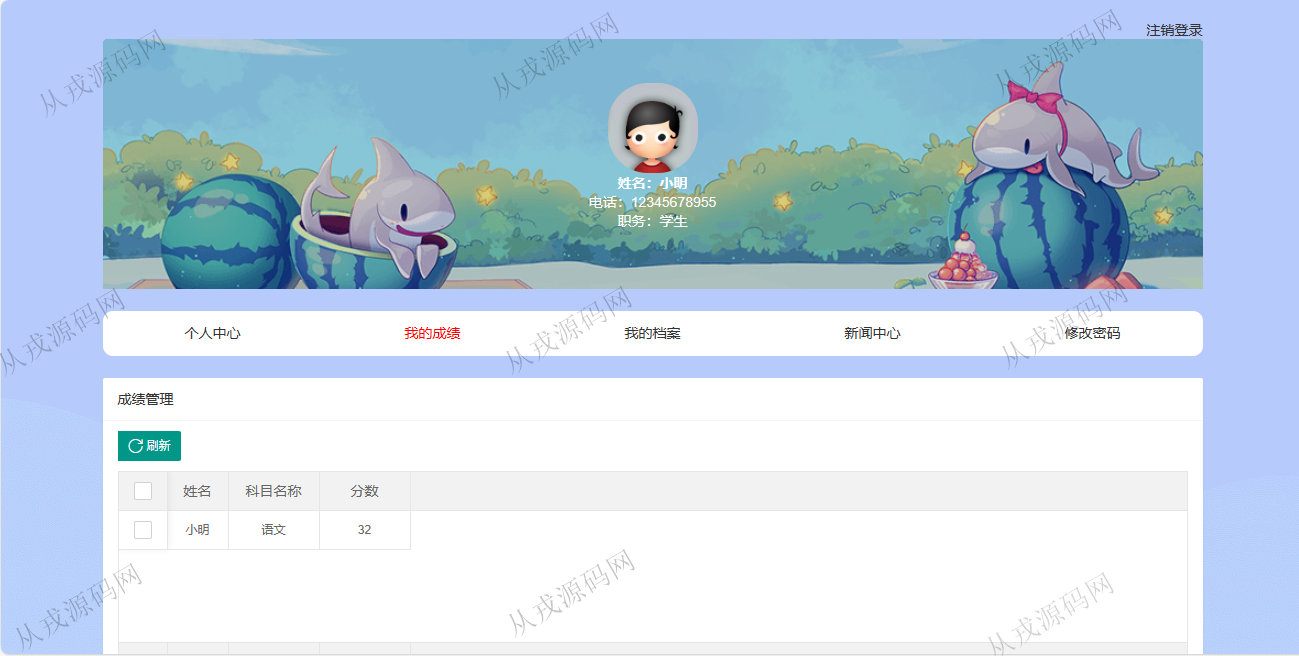 注销登录
姓名：小明
电话：12345678955
职务：学生
个人中心 我的成绩 我的档案 新闻中心 修改密码
成绩管理
刷新
姓名 科目名称 分数
小明 语文 32
从戎源码网
从戎源码网
从戎源码网
从戎源码网
从戎源码网
从戎源码网
从戎源码网
从戎源码网
从戎源码网